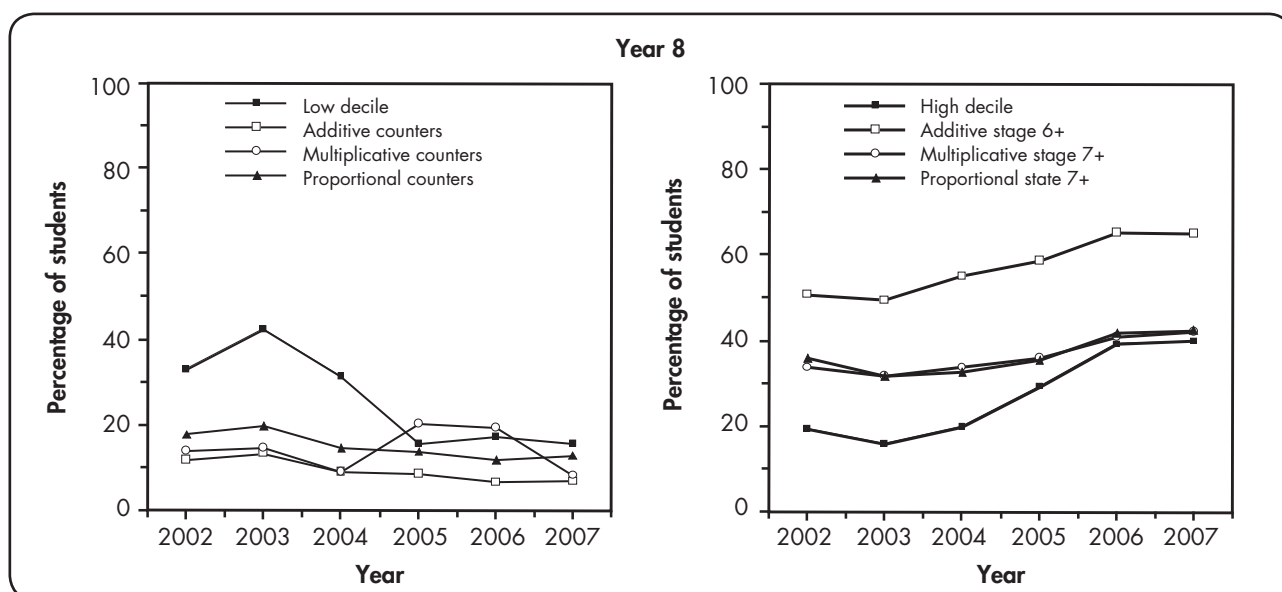 Year 8
Percentage of students
100
80
60
40
20
0
Low decile
Additive counters
Multiplicative counters
Proportional counters
2002 2003 2004 2005 2006 2007
Year
Percentage of students
100
80
60
40
20
0
High decile
Additive stage 6+
Multiplicative stage 7+
Proportional state 7+
2002 2003 2004 2005 2006 2007
Year